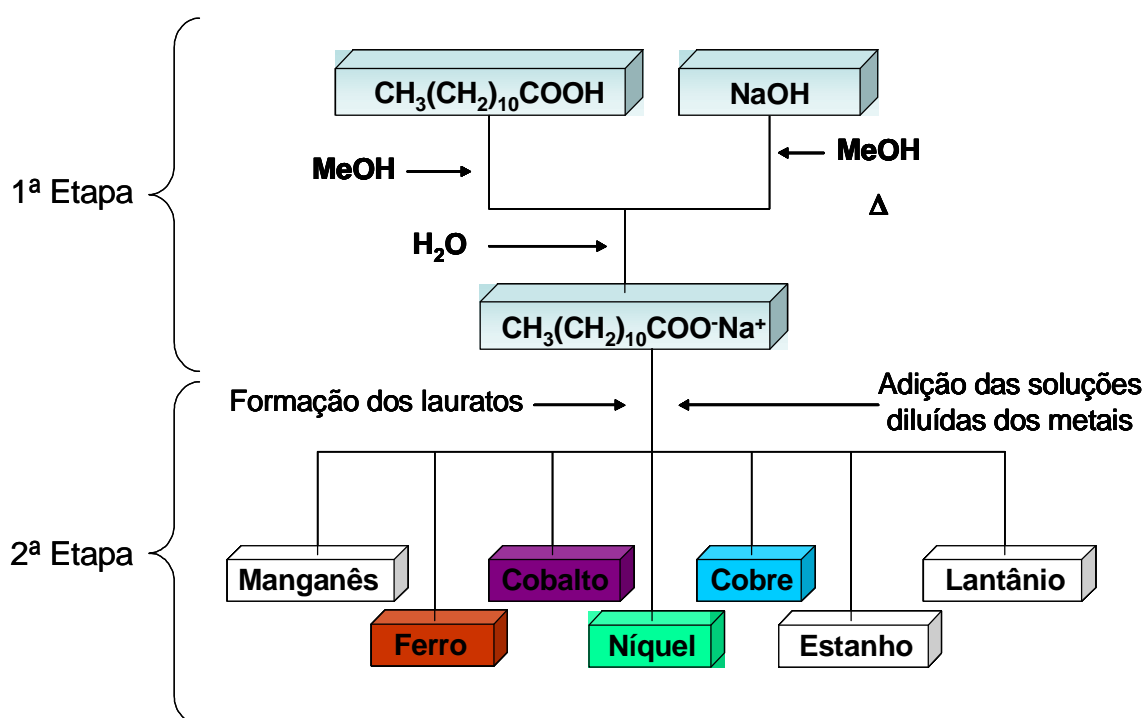 1ª Etapa
CH₃(CH₂)₁₀COOH
NaOH
MeOH
MeOH
Δ
H₂O
CH₃(CH₂)₁₀COO⁻Na⁺
2ª Etapa
Formação dos lauratos
Adição das soluções
diluídas dos metais
Manganês
Cobalto
Cobre
Lantânio
Ferro
Níquel
Estanho